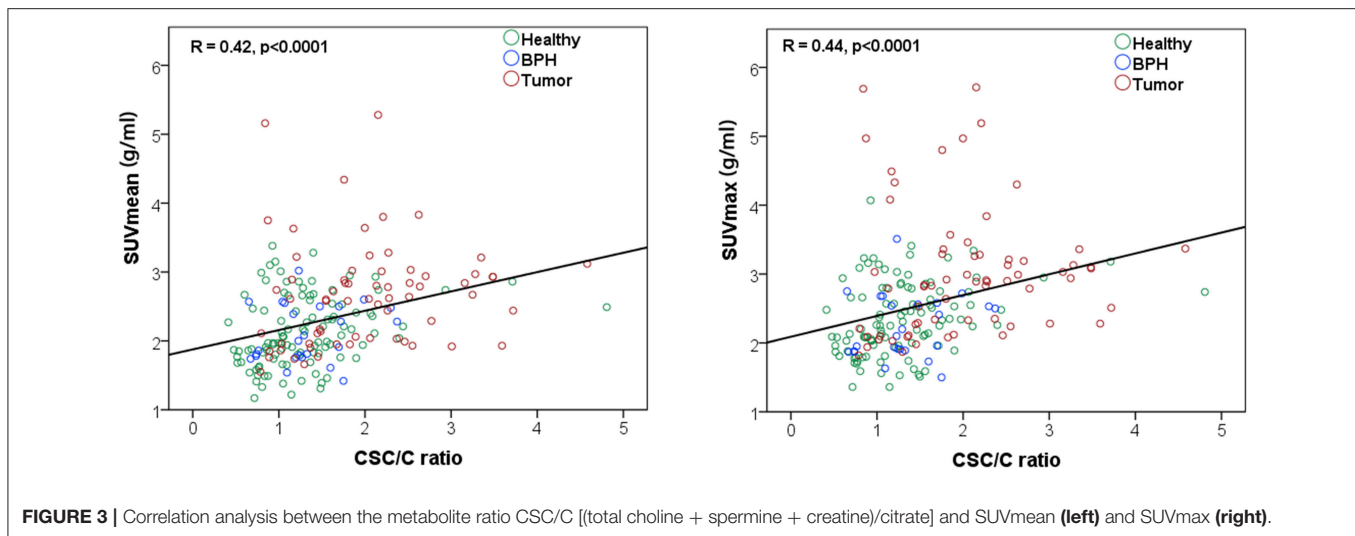 R = 0.42, p<0.0001
Healthy
BPH
Tumor
SUVmean (g/ml)
6
5
4
3
2
1
0 1 2 3 4 5
CSC/C ratio
R = 0.44, p<0.0001
Healthy
BPH
Tumor
SUVmax (g/ml)
6
5
4
3
2
1
0 1 2 3 4 5
CSC/C ratio
FIGURE 3 | Correlation analysis between the metabolite ratio CSC/C [(total choline + spermine + creatine)/citrate] and SUVmean (left) and SUVmax (right).